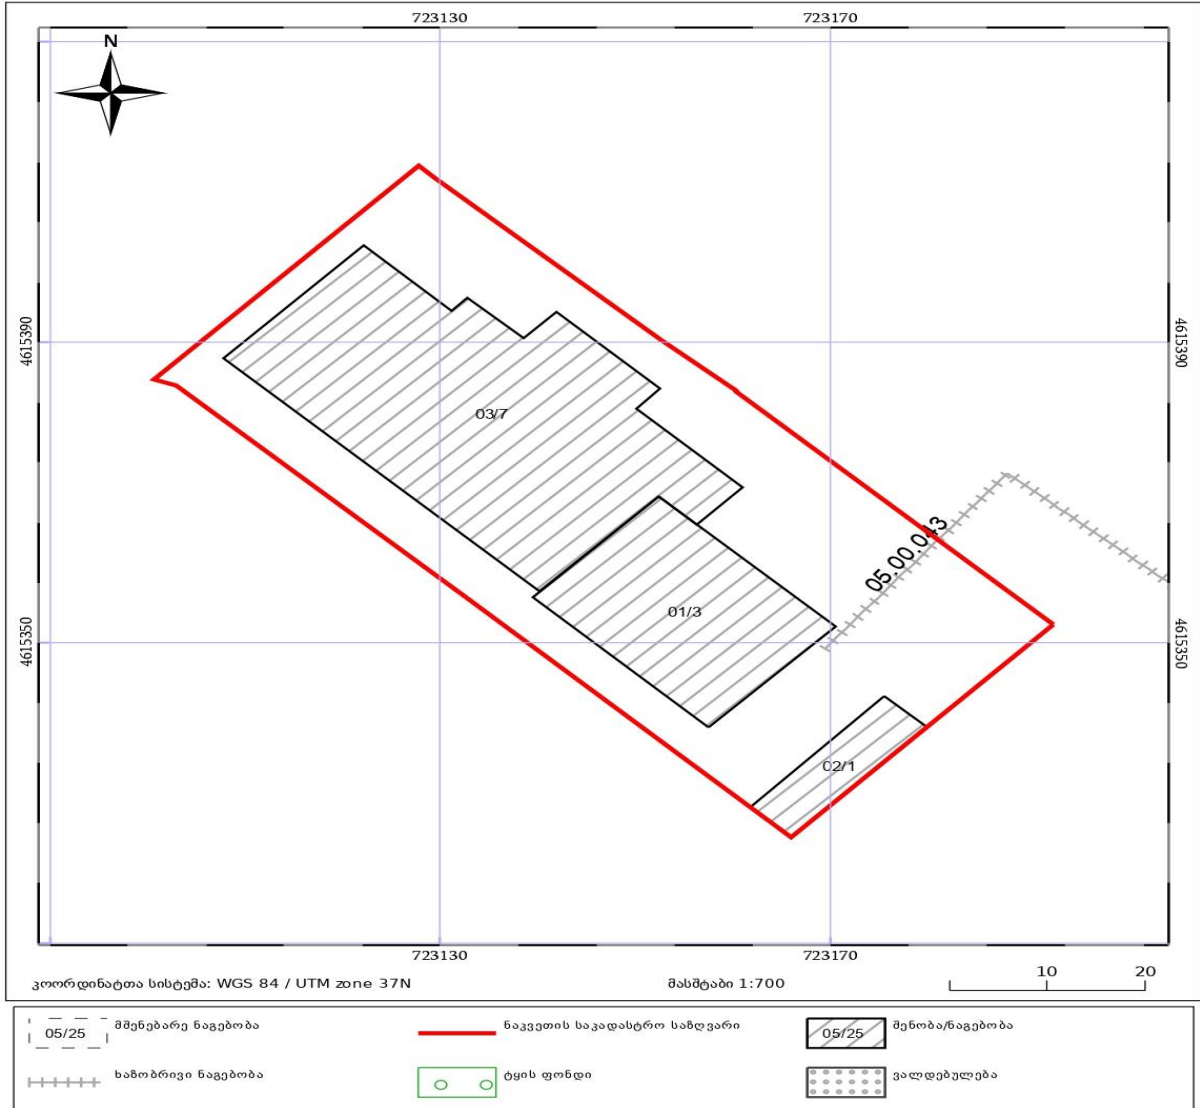 723130 723170
N
4615390 4615390
03/7
05.00.043
01/3
4615350 4615350
02/1
723130 723170
კოორდინატთა სისტემა: WGS 84 / UTM zone 37N მასშტაბი 1:700 10 20
05/25 მშენებარე ნაგებობა ნაკვეთის საკადასტრო საზღვარი 05/25 შენობა/ნაგებობა
ხაზობრივი ნაგებობა ტყის ფონდი ვალდებულება